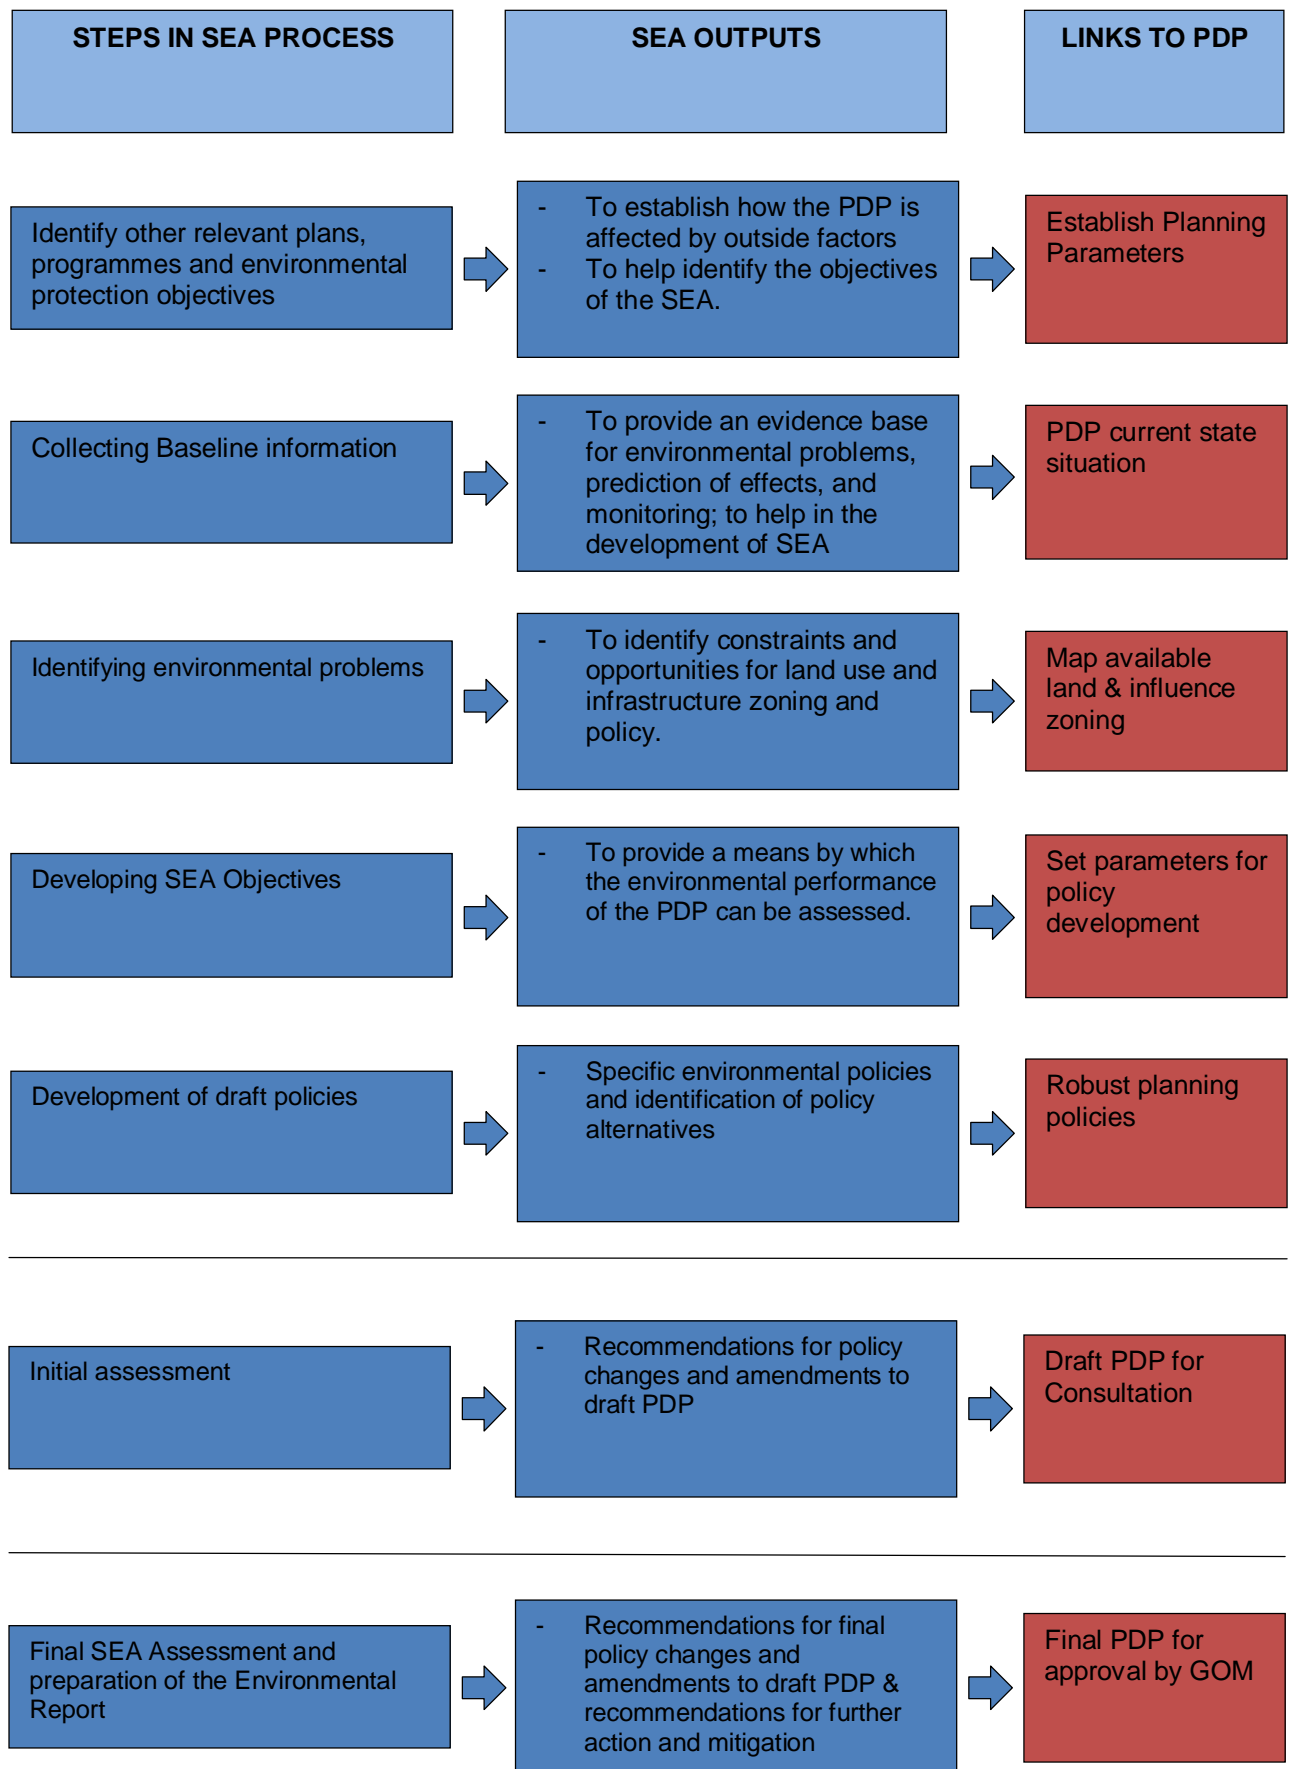 STEPS IN SEA PROCESS
SEA OUTPUTS
LINKS TO PDP
Identify other relevant plans,
programmes and environmental
protection objectives
- To establish how the PDP is
affected by outside factors
- To help identify the objectives
of the SEA.
Establish Planning
Parameters
Collecting Baseline information
- To provide an evidence base
for environmental problems,
prediction of effects, and
monitoring; to help in the
development of SEA
PDP current state
situation
Identifying environmental problems
- To identify constraints and
opportunities for land use and
infrastructure zoning and
policy.
Map available
land & influence
zoning
Developing SEA Objectives
- To provide a means by which
the environmental performance
of the PDP can be assessed.
Set parameters for
policy
development
Development of draft policies
- Specific environmental policies
and identification of policy
alternatives
Robust planning
policies
Initial assessment
- Recommendations for policy
changes and amendments to
draft PDP
Draft PDP for
Consultation
Final SEA Assessment and
preparation of the Environmental
Report
- Recommendations for final
policy changes and
amendments to draft PDP &
recommendations for further
action and mitigation
Final PDP for
approval by GOM